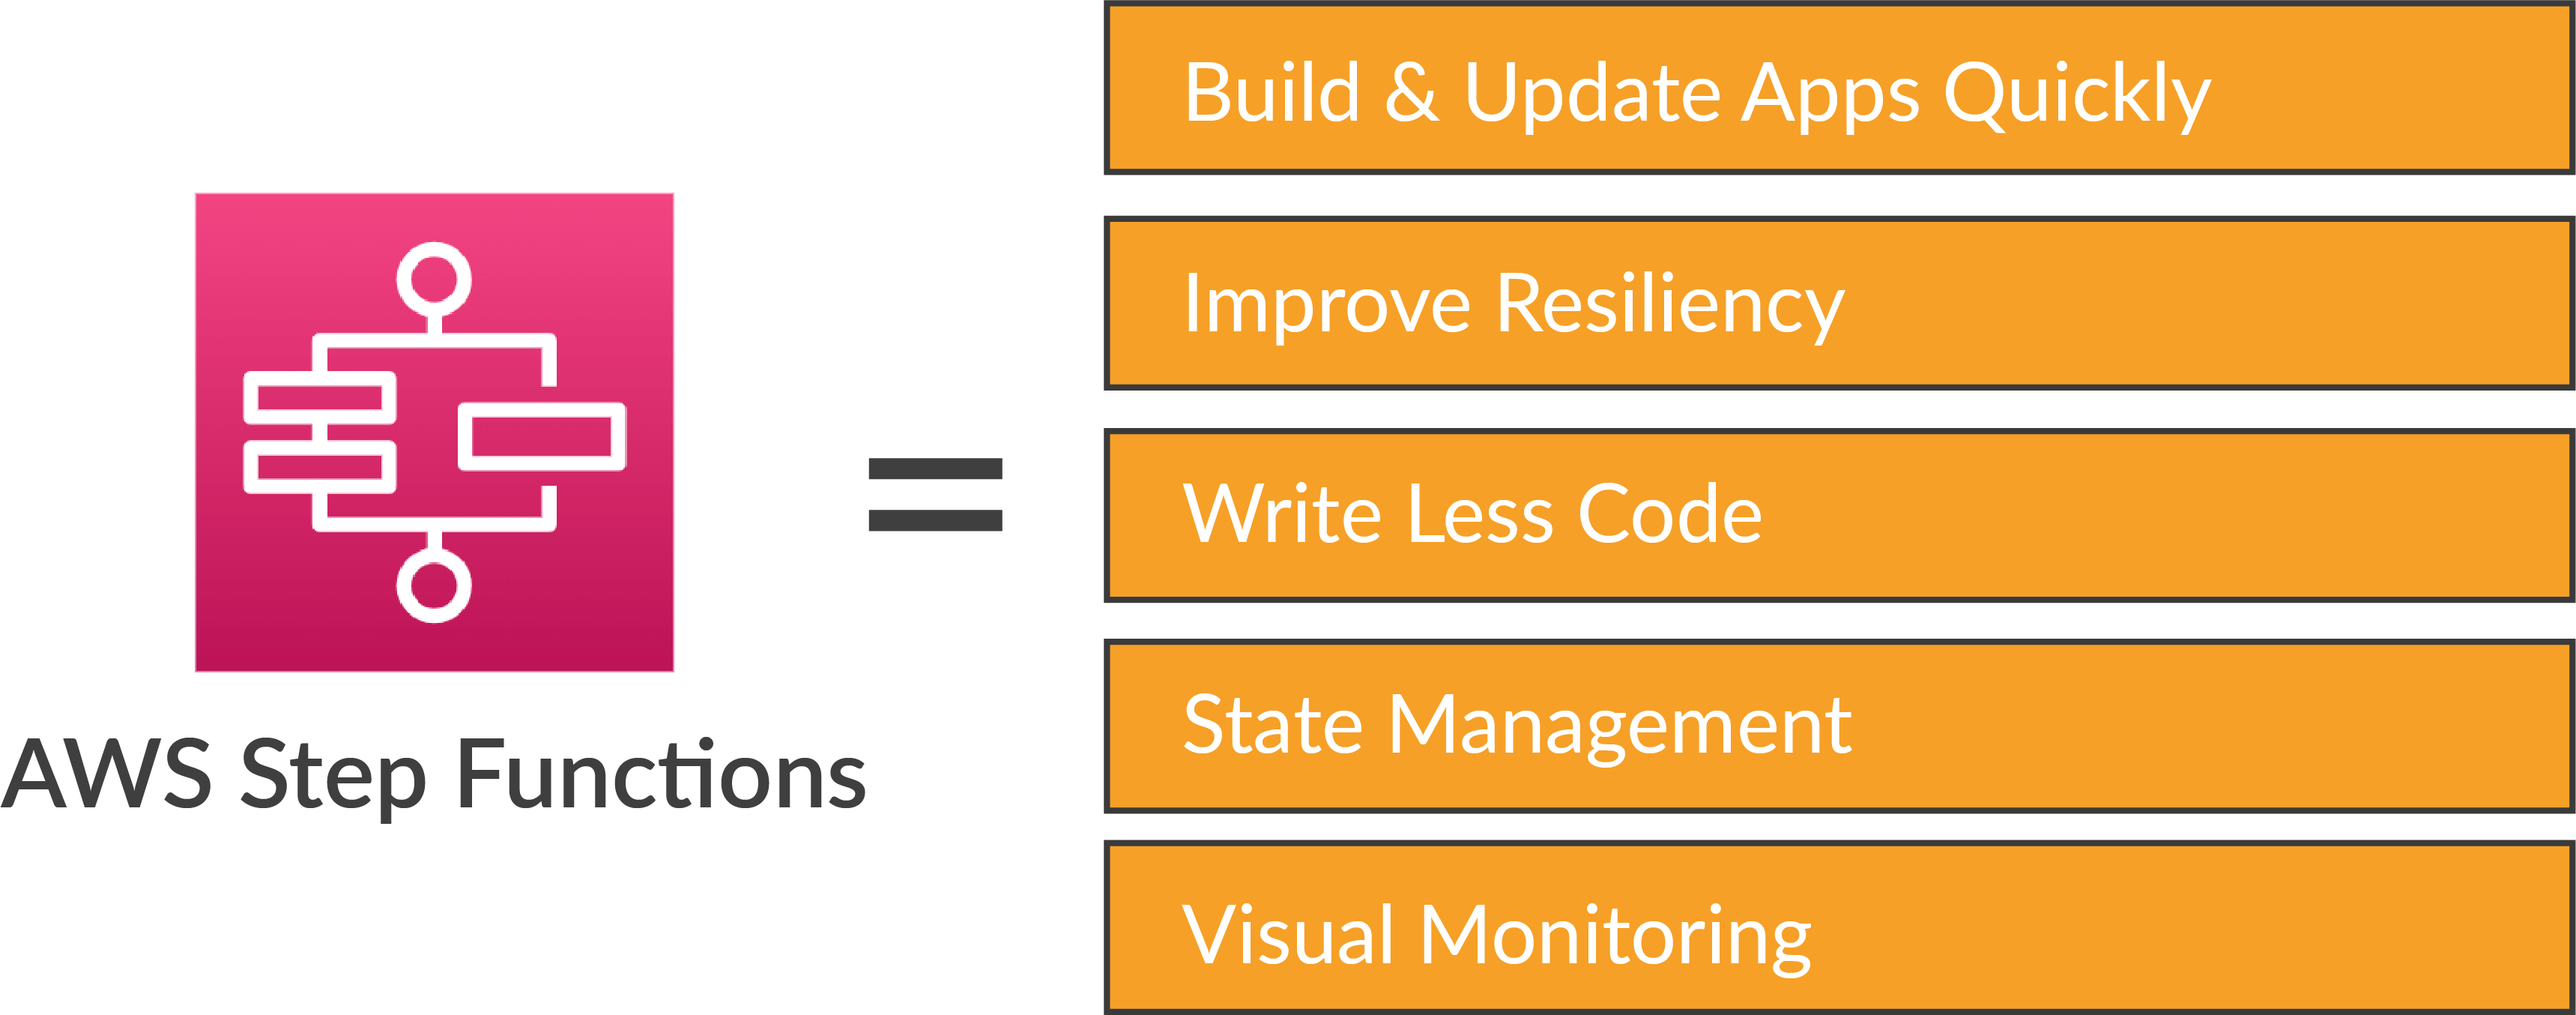 Build & Update Apps Quickly
Improve Resiliency
Write Less Code
State Management
Visual Monitoring
=
AWS Step Functions